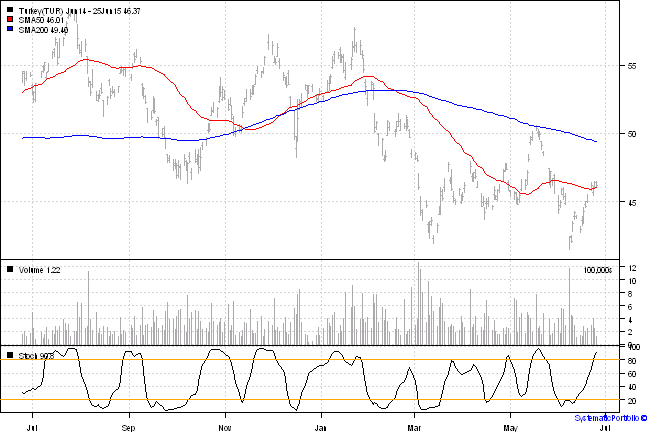 Turkey(TUR) Jun14 - 25Jun15 46.37
SMA50 46.01
SMA200 49.40
55
50
45
Volume 1.22
100,000s
12
10
8
6
4
2
0
Stoch 90.3
100
80
60
40
20
Jul Sep Nov Jan Mar May Jul
SystematicPortfolio ©